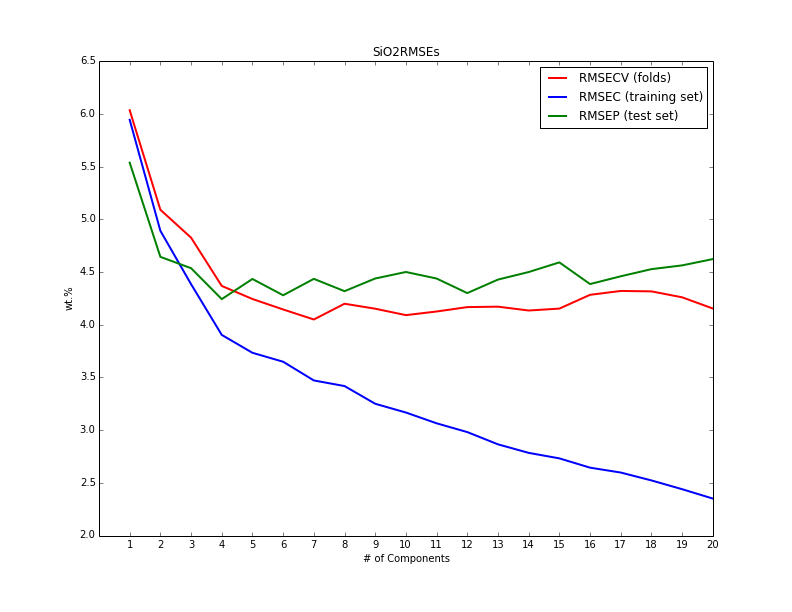 SiO2RMSEs
RMSECV (folds)
RMSEC (training set)
RMSEP (test set)
6.5
6.0
5.5
5.0
4.5
4.0
3.5
3.0
2.5
2.0
wt.%
1 2 3 4 5 6 7 8 9 10 11 12 13 14 15 16 17 18 19 20
# of Components